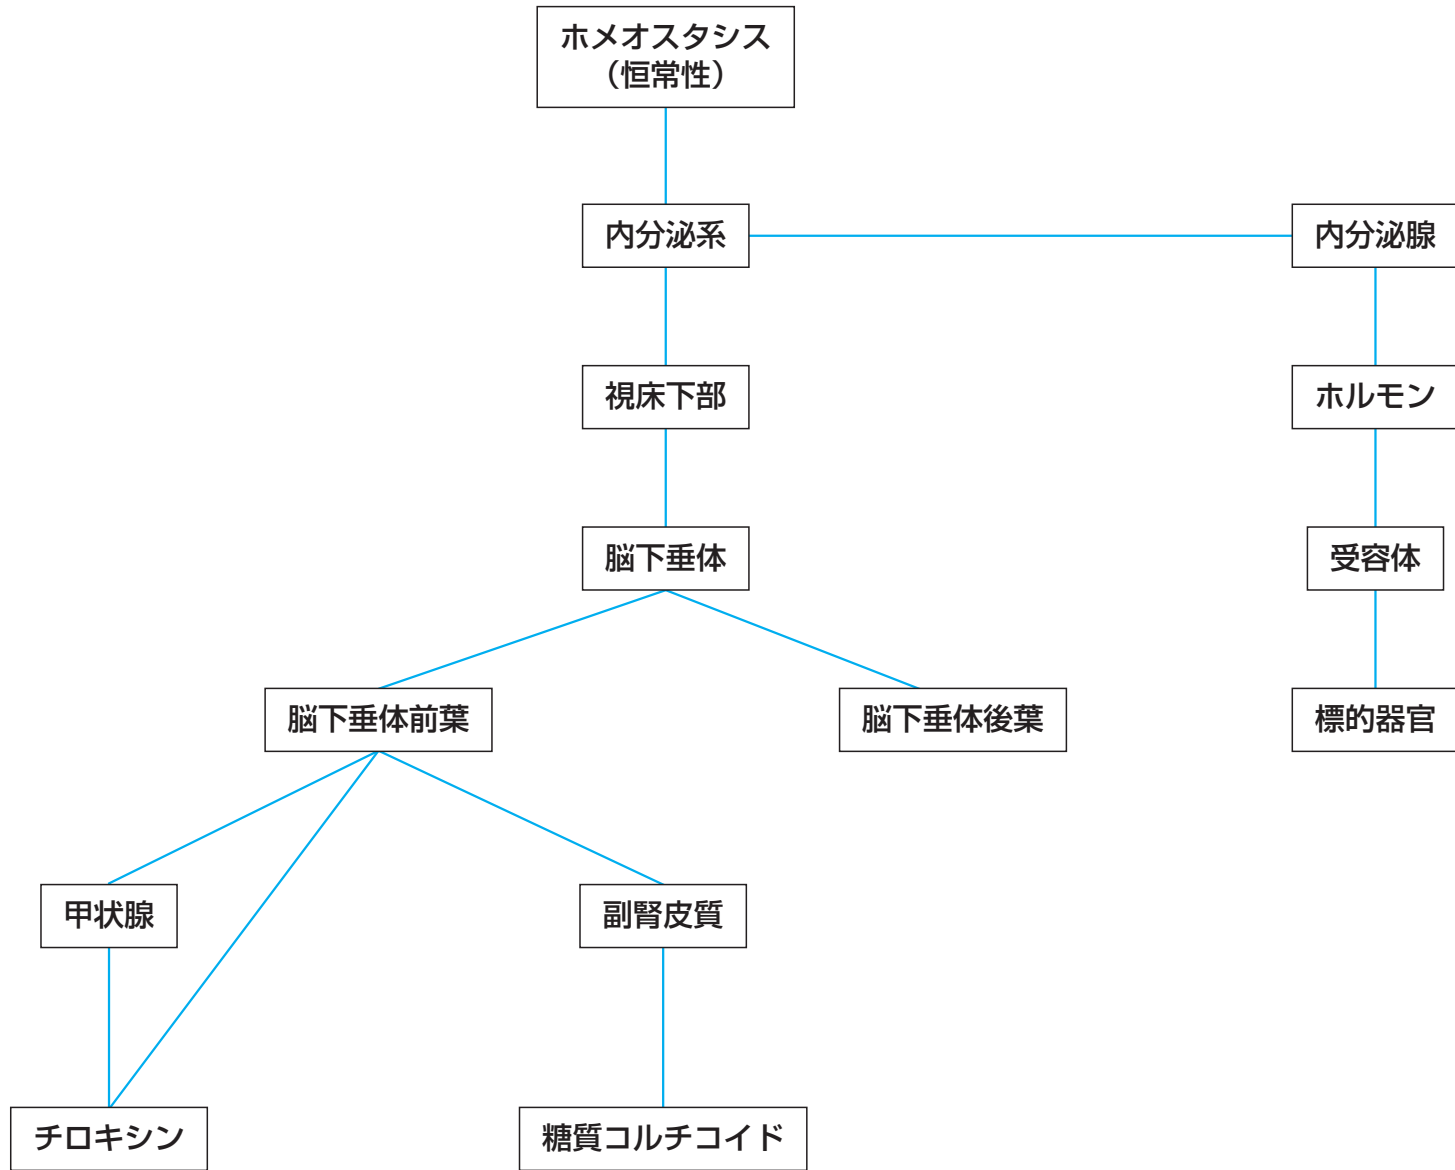 ホメオスタシス
（恒常性）
内分泌系
内分泌腺
視床下部
ホルモン
脳下垂体
受容体
脳下垂体前葉
脳下垂体後葉
標的器官
甲状腺
副腎皮質
チロキシン
糖質コルチコイド